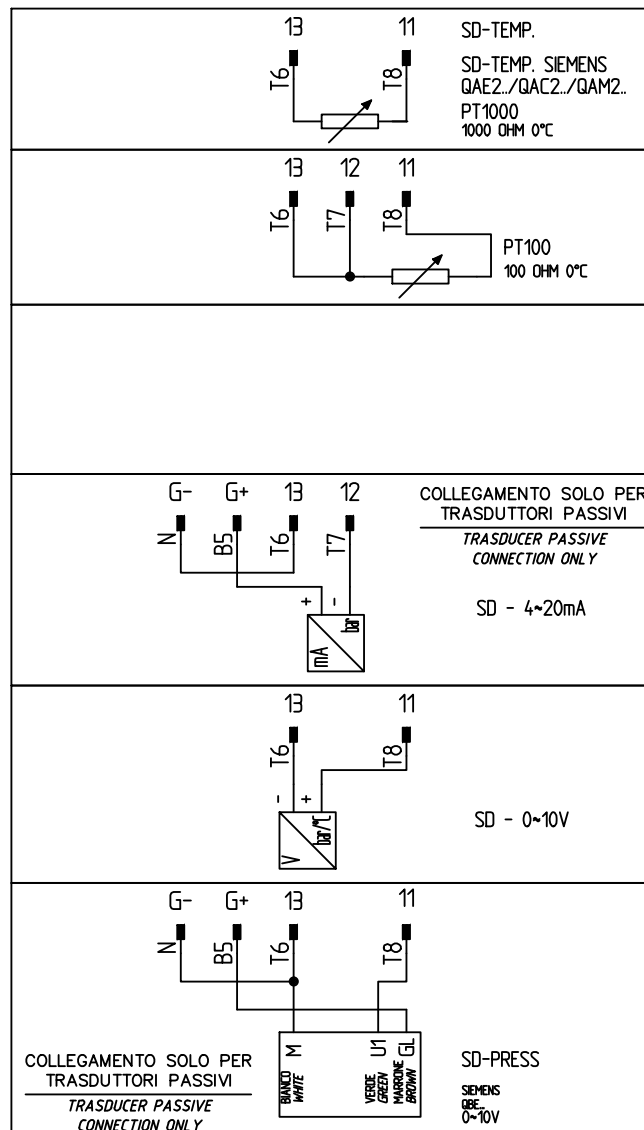 13 11 SD-TEMP.
T6 T8
SD-TEMP. SIEMENS
QAE2../QAC2../QAM2..
PT1000
1000 OHM 0°C
13 12 11
T6 T7 T8
PT100
100 OHM 0°C
G- G+ 13 12
N B5 T6 T7
COLLEGAMENTO SOLO PER
TRASDUTTORI PASSIVI
TRASDUCER PASSIVE
CONNECTION ONLY
+ -
mA bar
SD - 4~20mA
13 11
T6 T8
- +
V bar/°C
SD - 0~10V
G- G+ 13 11
N B5 T6 T8
M U1 GL
BIANCO
WHITE
VERDE
GREEN
MARRONE
BROWN
COLLEGAMENTO SOLO PER
TRASDUTTORI PASSIVI
TRASDUCER PASSIVE
CONNECTION ONLY
SD-PRESS
SIEMENS
QBE..
0~10V